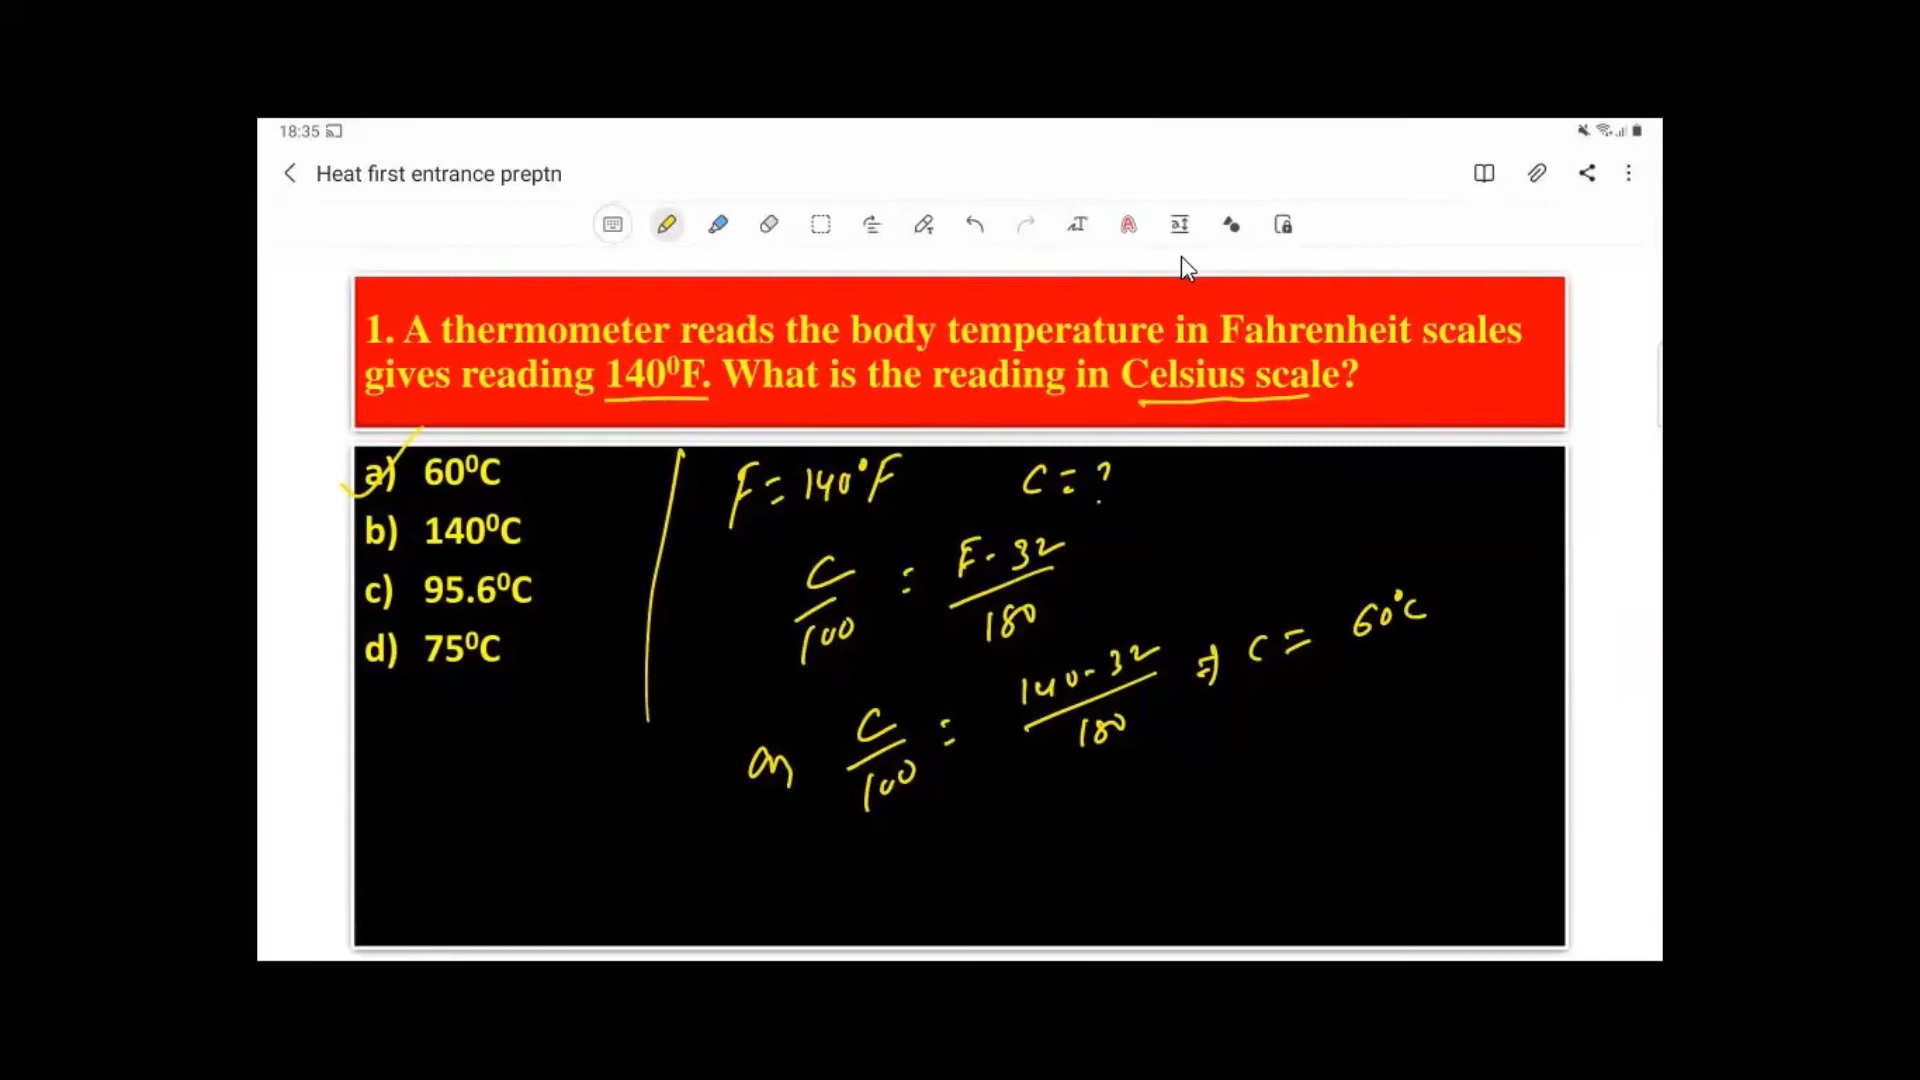 18:35
Heat first entrance preptn
1. A thermometer reads the body temperature in Fahrenheit scales
gives reading 140⁰F. What is the reading in Celsius scale?
a) 60⁰C
b) 140⁰C
c) 95.6⁰C
d) 75⁰C
F = 140°F C = ?
C/100 = F - 32/180
or C/100 = 140 - 32/180 ⇒ C = 60°C